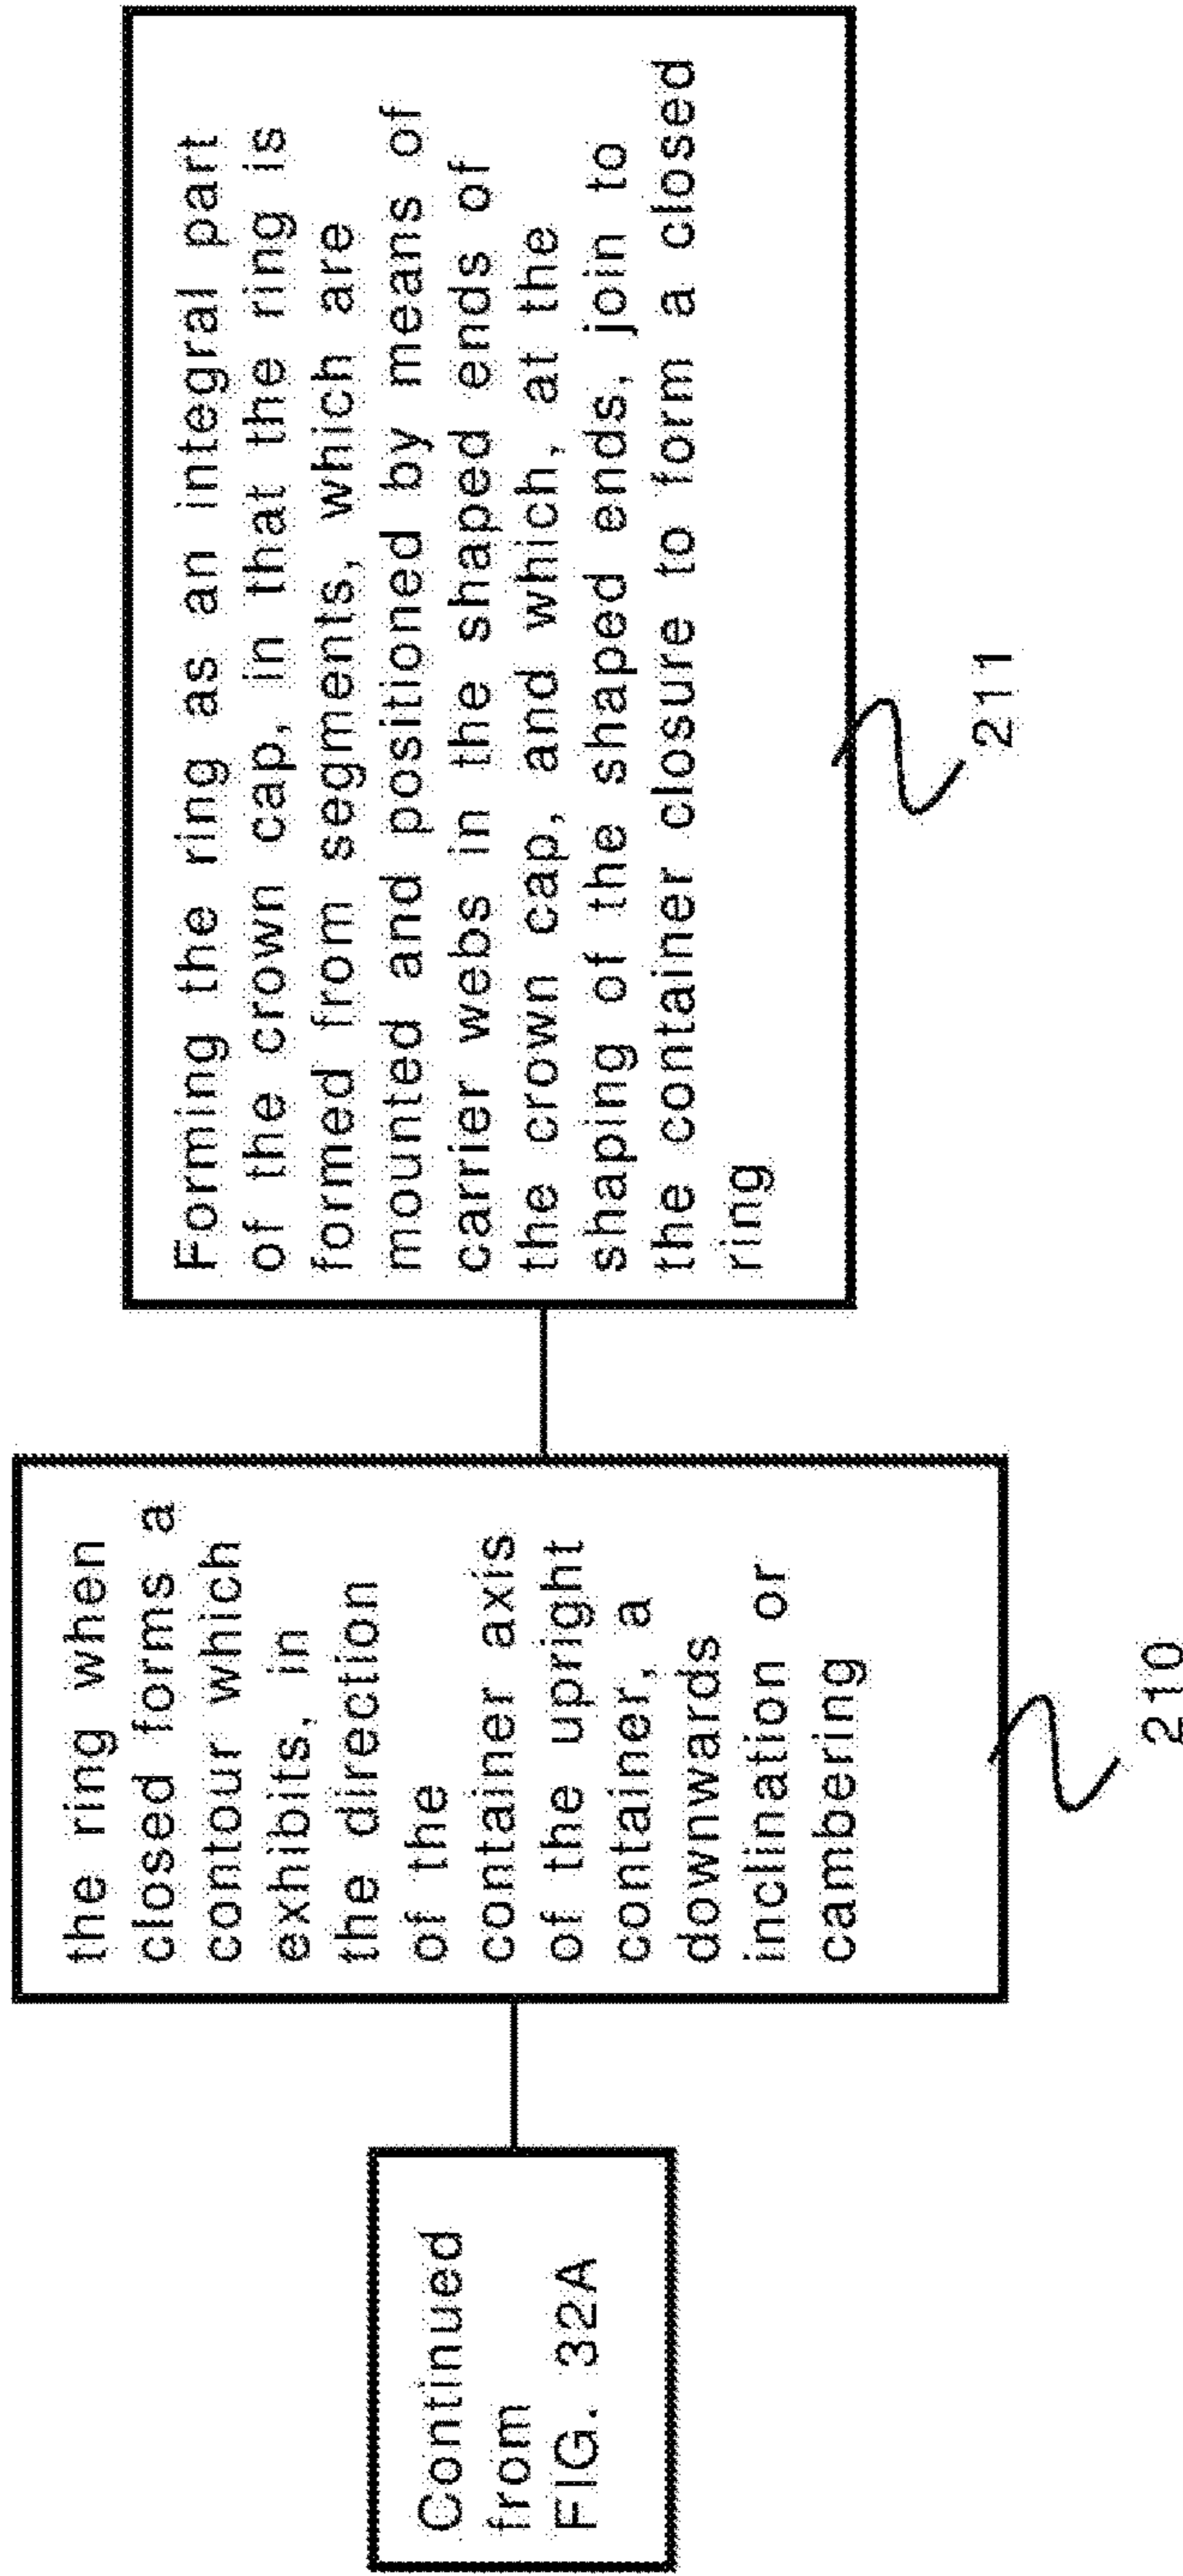 Continued
from
FIG. 32A
the ring when
closed forms a
contour which
exhibits, in
the direction
of the
container axis
of the upright
container, a
downwards
inclination or
cambering
210
Forming the ring as an integral part
of the crown cap, in that the ring is
formed from segments, which are
mounted and positioned by means of
carrier webs in the shaped ends of
the crown cap, and which, at the
shaping of the shaped ends, join to
the container closure to form a closed
ring
211